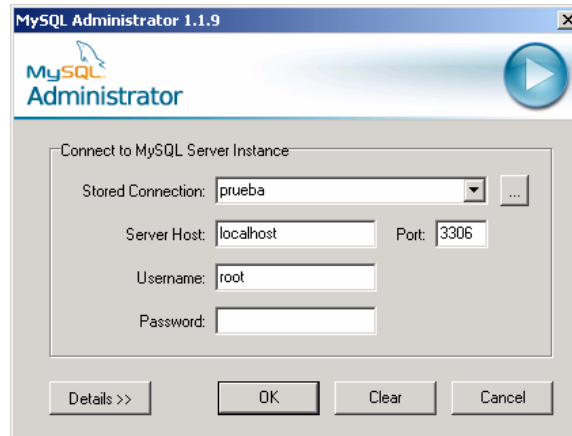 MySQL Administrator 1.1.9
MySQL
Administrator
Connect to MySQL Server Instance
Stored Connection: prueba ...
Server Host: localhost Port: 3306
Username: root
Password:
Details >> OK Clear Cancel